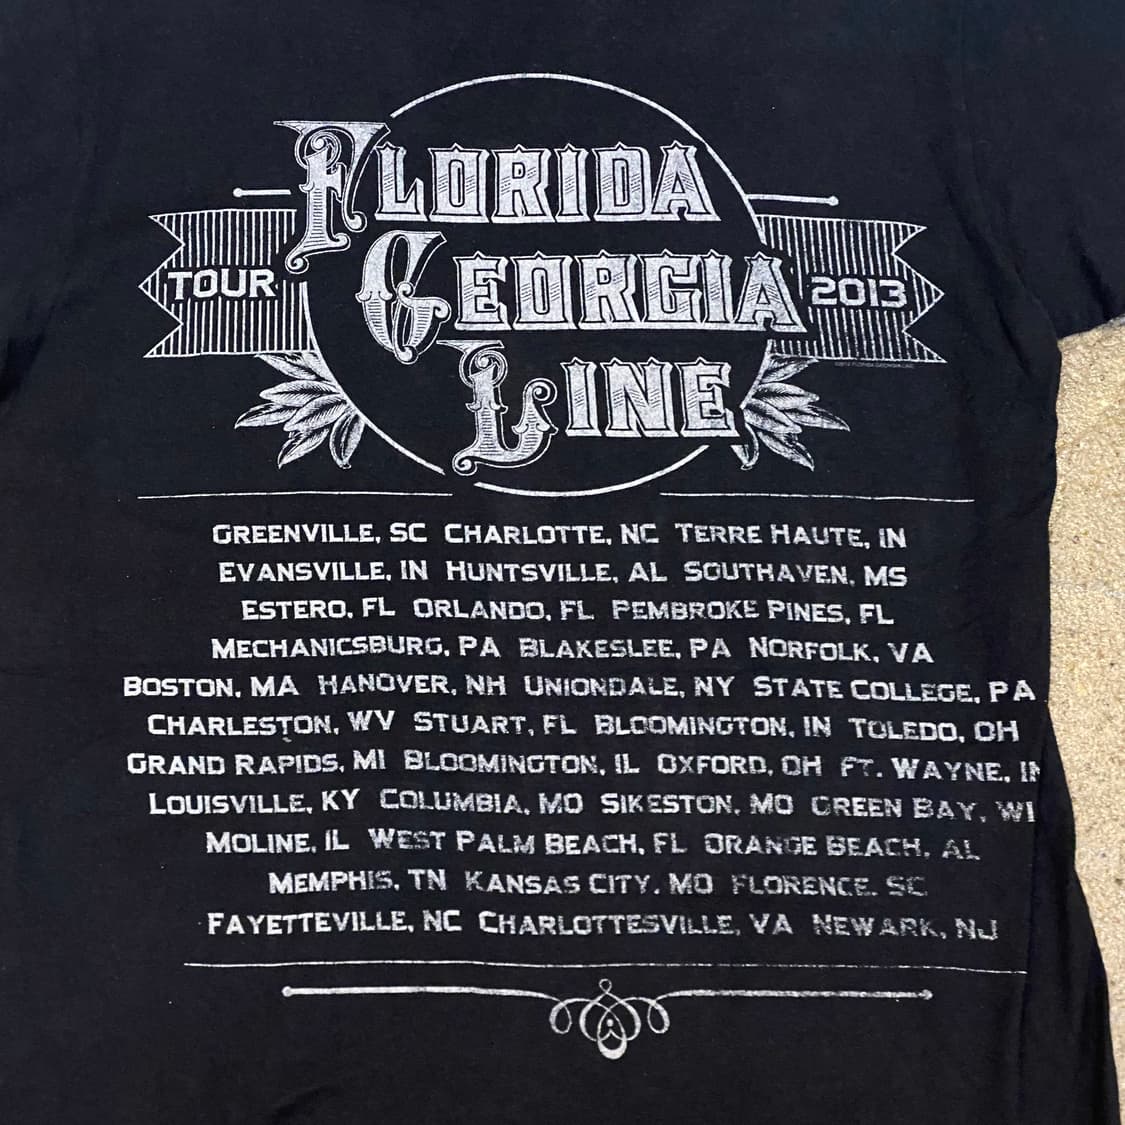 FLORIDA
TOUR GEORGIA 2013
LINE
GREENVILLE, SC CHARLOTTE, NC TERRE HAUTE, IN
EVANSVILLE, IN HUNTSVILLE, AL SOUTHAVEN, MS
ESTERO, FL ORLANDO, FL PEMBROKE PINES, FL
MECHANICSBURG, PA BLAKESLEE, PA NORFOLK, VA
BOSTON, MA HANOVER, NH UNIONDALE, NY STATE COLLEGE, PA
CHARLESTON, WV STUART, FL BLOOMINGTON, IN TOLEDO, OH
GRAND RAPIDS, MI BLOOMINGTON, IL OXFORD, OH FT. WAYNE, IN
LOUISVILLE, KY COLUMBIA, MO SIKESTON, MO GREEN BAY, WI
MOLINE, IL WEST PALM BEACH, FL ORANGE BEACH, AL
MEMPHIS, TN KANSAS CITY, MO FLORENCE, SC
FAYETTEVILLE, NC CHARLOTTESVILLE, VA NEWARK, NJ